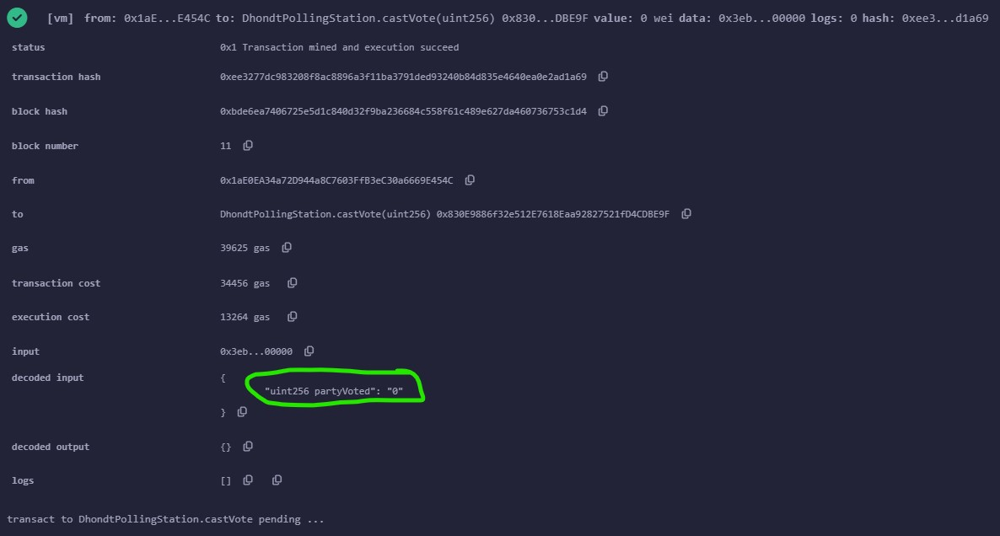 [vm] from: 0x1aE...E454C to: DhondtPollingStation.castVote(uint256) 0x830...DBE9F value: 0 wei data: 0x3eb...00000 logs: 0 hash: 0xee3...d1a69
status 0x1 Transaction mined and execution succeed
transaction hash 0xee3277dc983208f8ac8896a3f11ba3791ded93240b84d835e4640ea0e2ad1a69
block hash 0xbde6ea7406725e5d1c840d32f9ba236684c558f61c489e627da460736753c1d4
block number 11
from 0x1aE0EA34a72D944a8C7603FfB3eC30a6669E454C
to DhondtPollingStation.castVote(uint256) 0x830E9886f32e512E7618Eaa92827521fD4CDBE9F
gas 39625 gas
transaction cost 34456 gas
execution cost 13264 gas
input 0x3eb...00000
decoded input {
"uint256 partyVoted": "0"
}
decoded output {}
logs []
transact to DhondtPollingStation.castVote pending ...